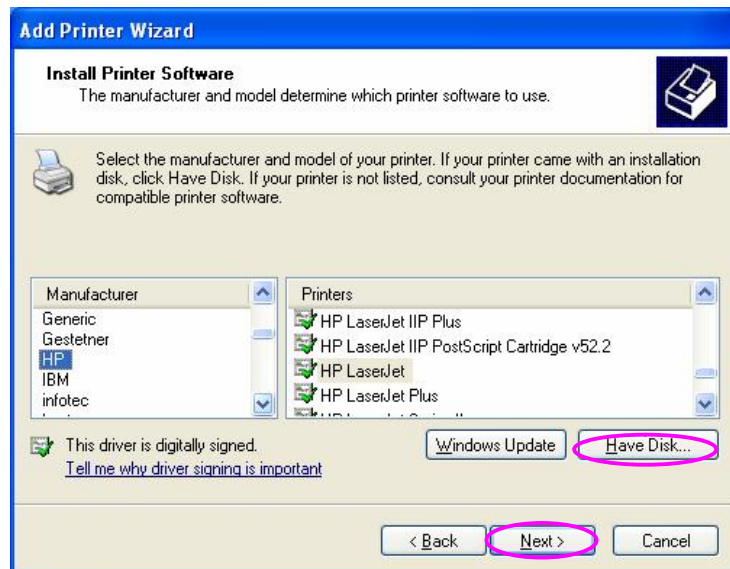 Add Printer Wizard
Install Printer Software
The manufacturer and model determine which printer software to use.
Select the manufacturer and model of your printer. If your printer came with an installation
disk, click Have Disk. If your printer is not listed, consult your printer documentation for
compatible printer software.
Manufacturer
Generic
Gestetner
HP
IBM
infotec
Printers
HP LaserJet IIP Plus
HP LaserJet IIP PostScript Cartridge v52.2
HP LaserJet
HP LaserJet Plus
This driver is digitally signed.
Tell me why driver signing is important
Windows Update
Have Disk...
< Back
Next >
Cancel